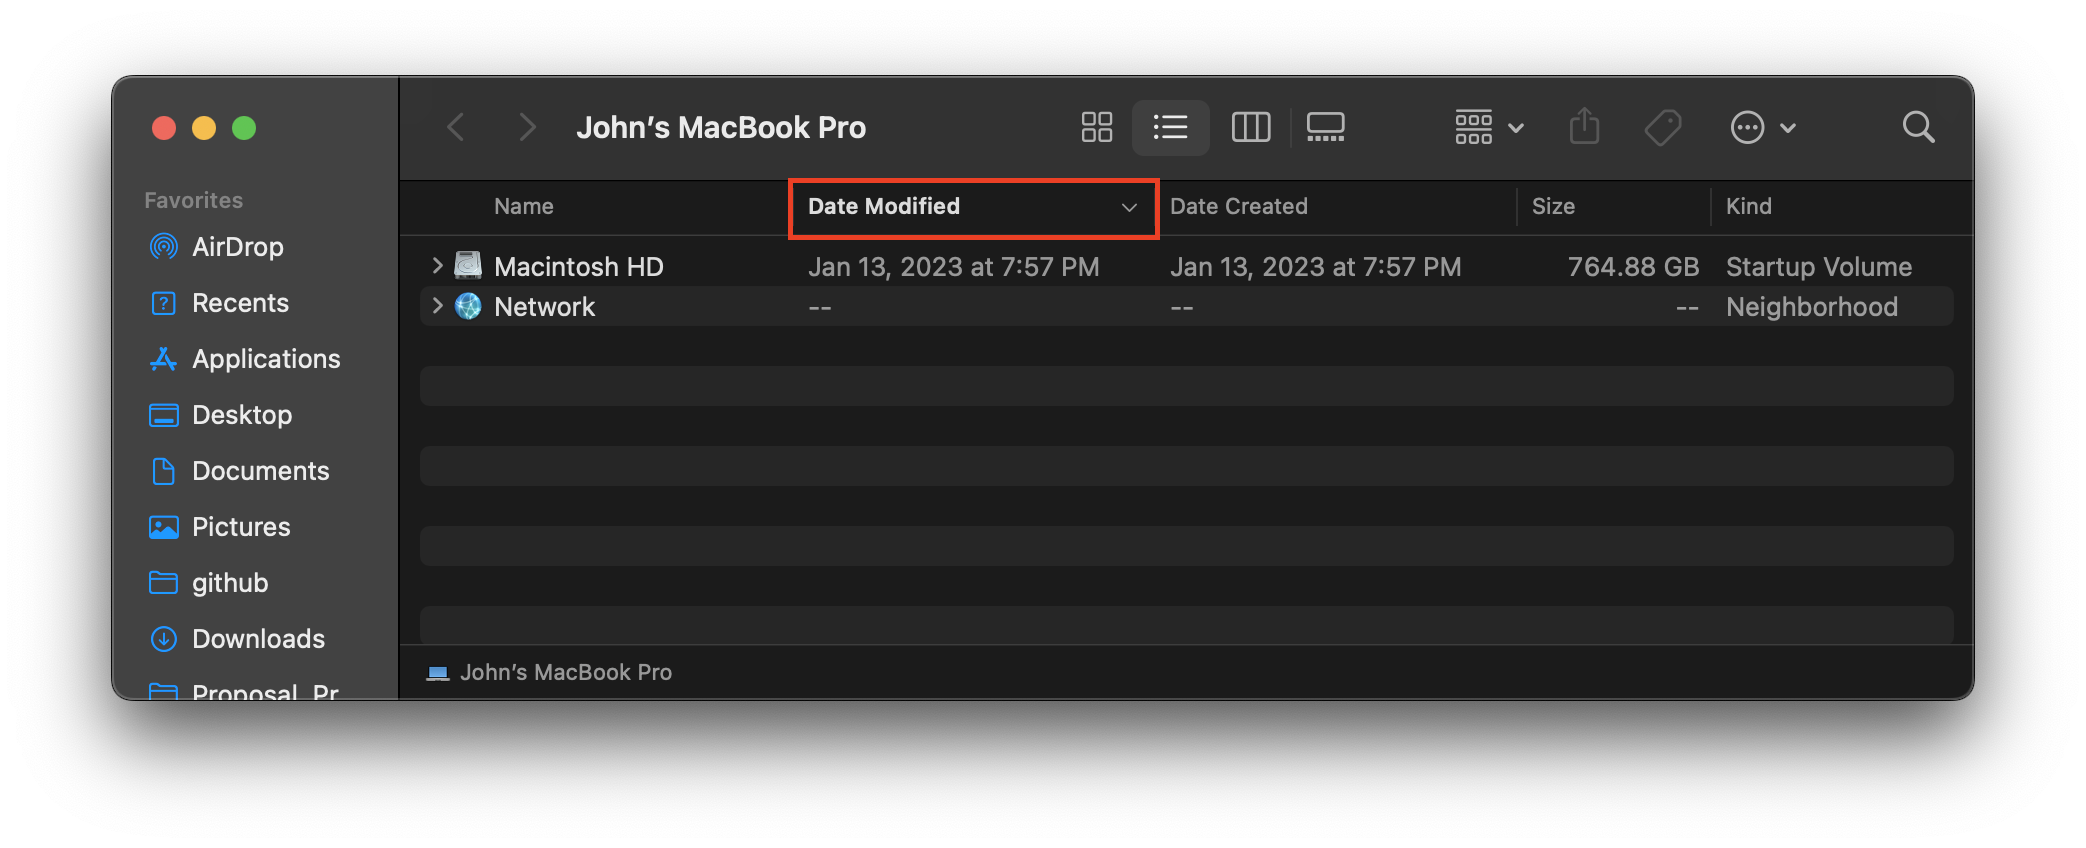 John's MacBook Pro
Favorites
AirDrop
Recents
Applications
Desktop
Documents
Pictures
github
Downloads
Proposal_Pr
Name Date Modified Date Created Size Kind
Macintosh HD Jan 13, 2023 at 7:57 PM Jan 13, 2023 at 7:57 PM 764.88 GB Startup Volume
Network -- -- -- Neighborhood
John's MacBook Pro